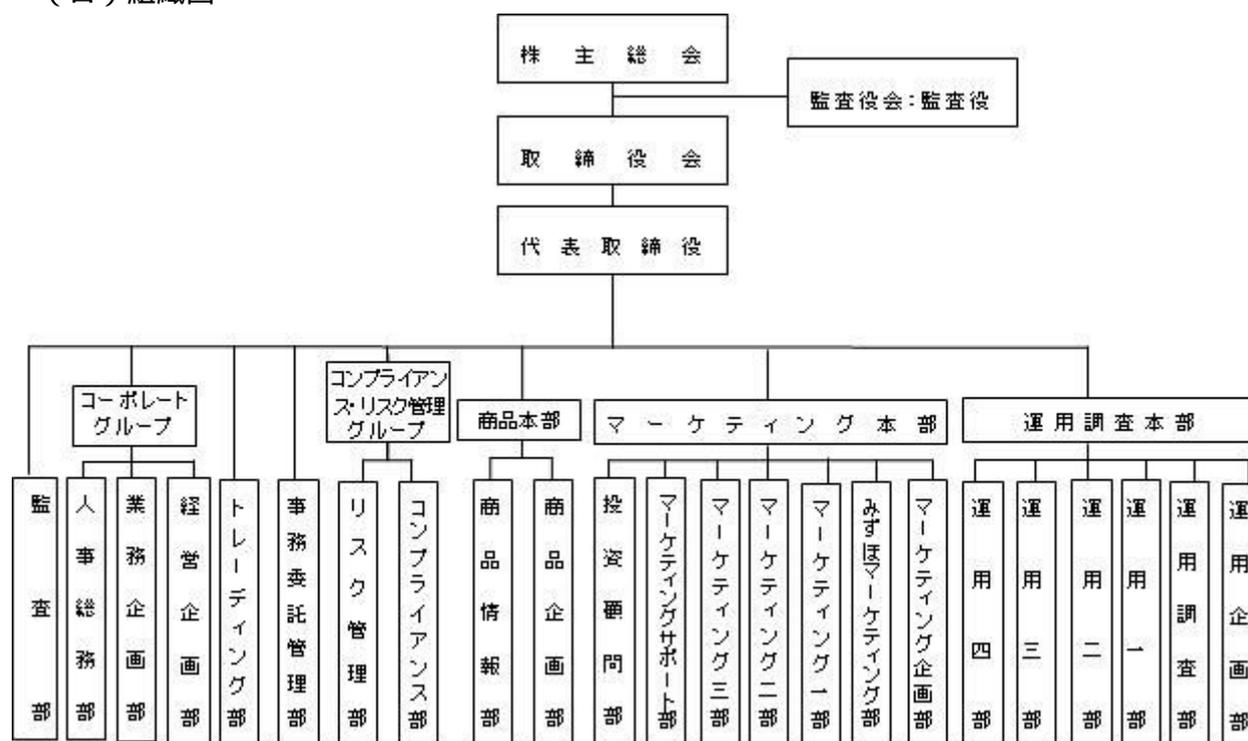 株主総会
監査役会:監査役
取締役会
代表取締役
コーポレート
グループ
コンプライアン
ス・リスク管理
グループ
商品本部
マーケティング本部
運用調査本部
監査部
人事総務部
業務企画部
経営企画部
トレーディング部
事務委託管理部
リスク管理部
コンプライアンス部
商品情報部
商品企画部
投資顧問部
マーケティングサポート部
マーケティング三部
マーケティング二部
マーケティング一部
みずほマーケティング部
マーケティング企画部
運用四部
運用三部
運用二部
運用一部
運用調査部
運用企画部